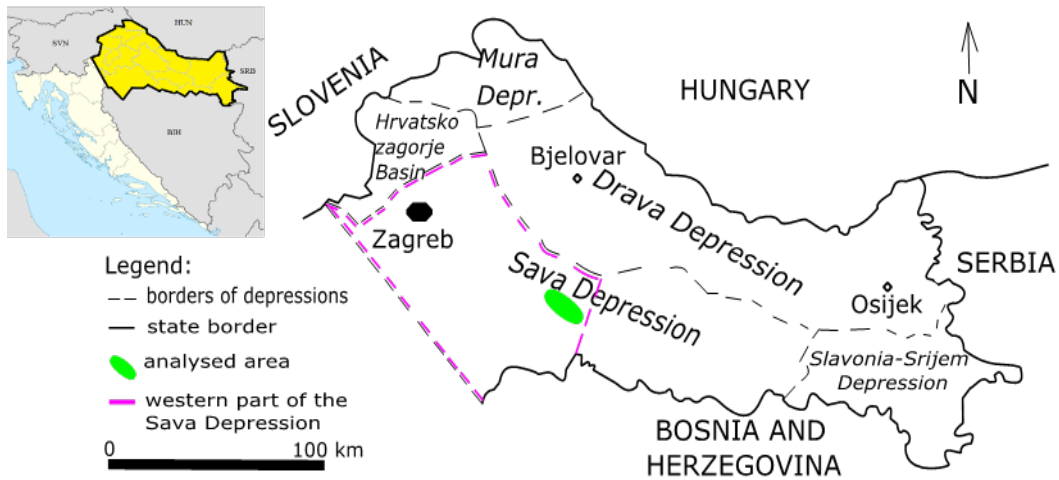 SVN
HUN
SRB
BIH
SLOVENIA
Mura
Depr.
HUNGARY
N
Hrvatsko
zagorje
Basin
Bjelovar
Drava Depression
Zagreb
Sava Depression
SERBIA
Osijek
Slavonia-Srijem
Depression
BOSNIA AND
HERZEGOVINA
Legend:
borders of depressions
state border
analysed area
western part of the
Sava Depression
0 100 km